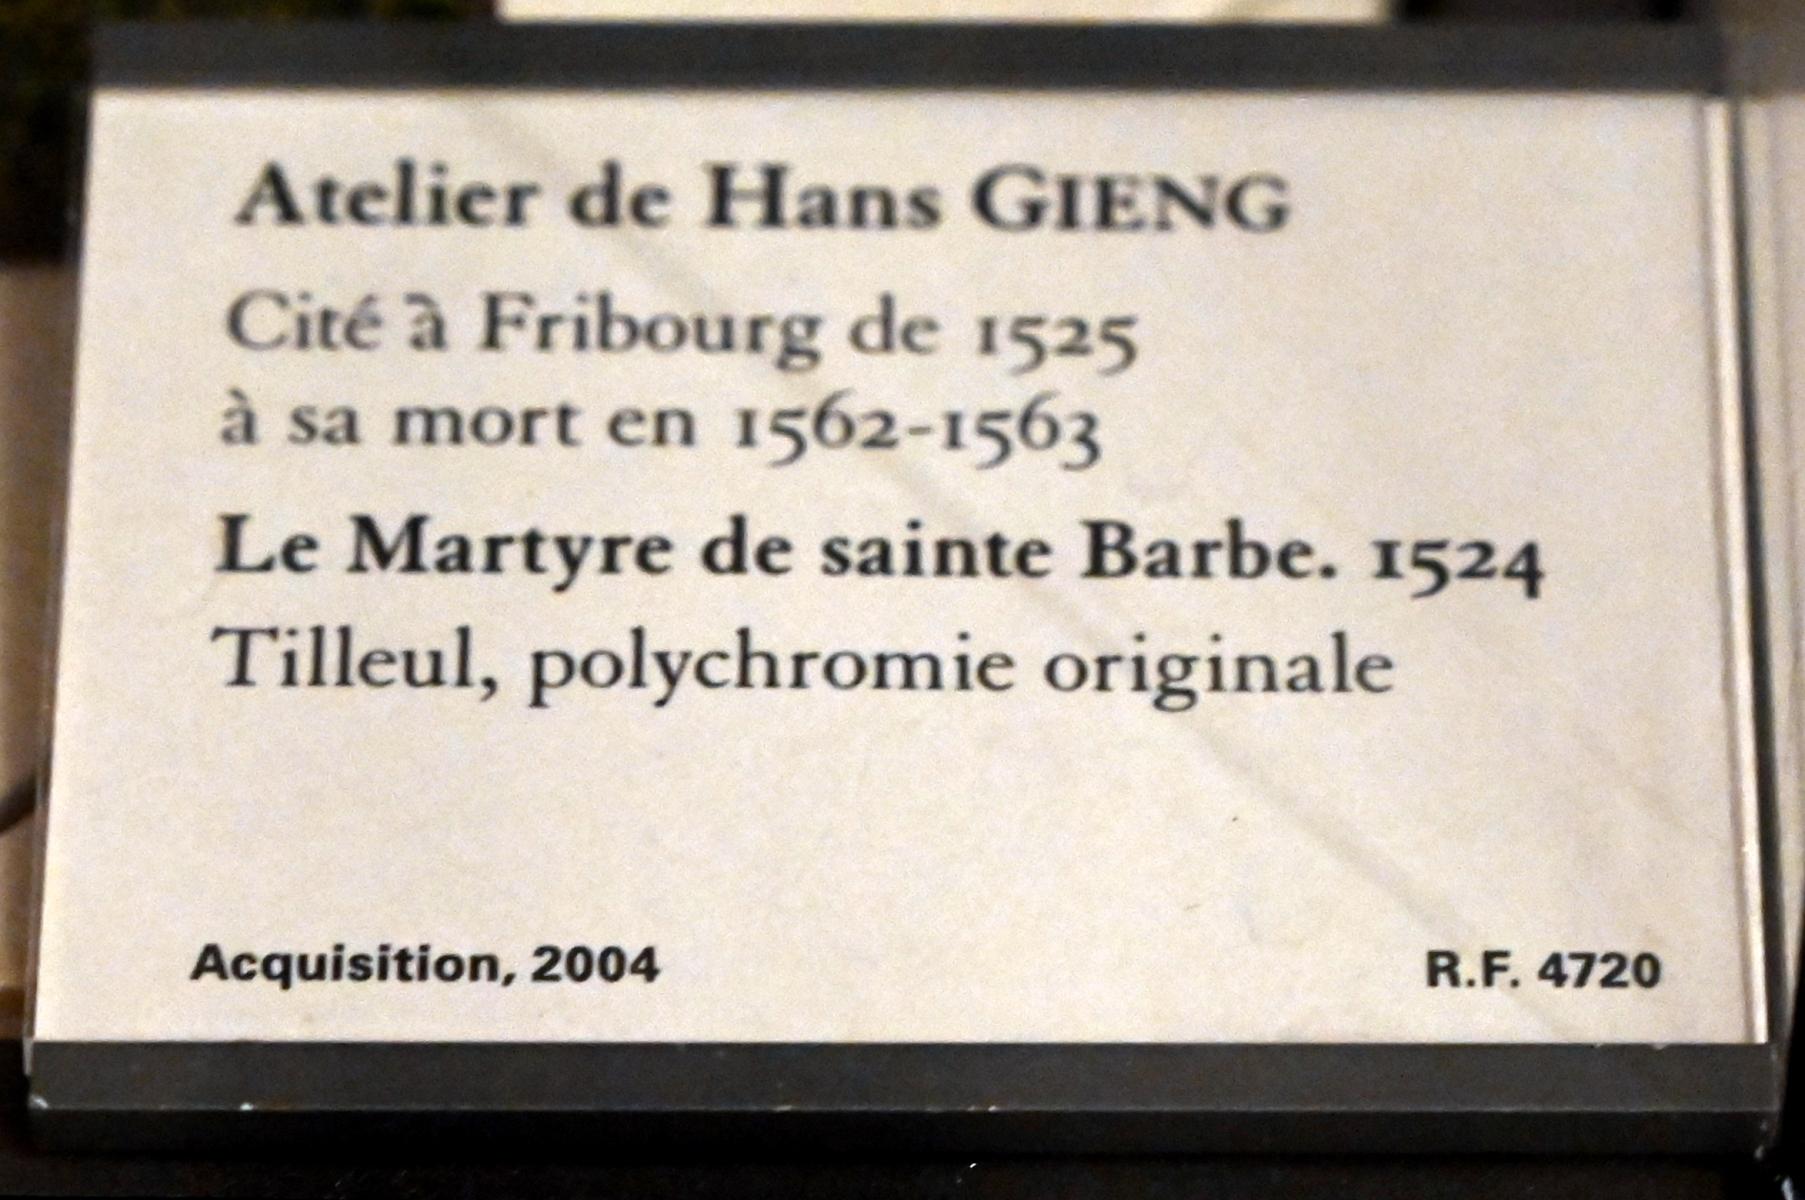 Atelier de Hans GIENG
Cité à Fribourg de 1525
à sa mort en 1562-1563
Le Martyre de sainte Barbe. 1524
Tilleul, polychromie originale
Acquisition, 2004
R.F. 4720